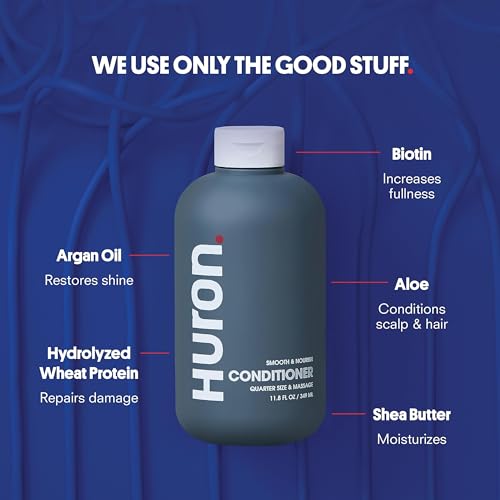 WE USE ONLY THE GOOD STUFF.
Biotin
Increases
fullness
Argan Oil
Restores shine
Aloe
Conditions
scalp & hair
Hydrolyzed
Wheat Protein
Repairs damage
Shea Butter
Moisturizes
Huron.
SMOOTH & NOURISH
CONDITIONER
QUARTER SIZE & MASSAGE
11.8 FL OZ / 349 ML